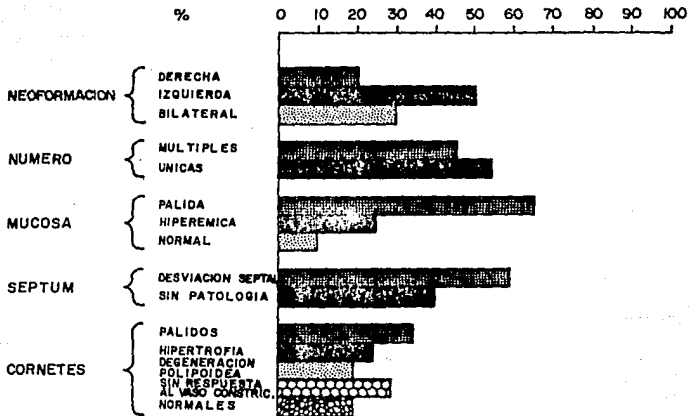 % 0 10 20 30 40 50 60 70 80 90 100
NEOFORMACION
DERECHA
IZQUIERDA
BILATERAL
NUMERO
MULTIPLES
UNICAS
MUCOSA
PALIDA
HIPEREMICA
NORMAL
SEPTUM
DESVIACION SEPTAL
SIN PATOLOGIA
CORNETES
PALIDOS
HIPERTROFIA
DEGENERACION
POLIPOIDEA
SIN RESPUESTA
AL VASO CONSTRIC.
NORMALES